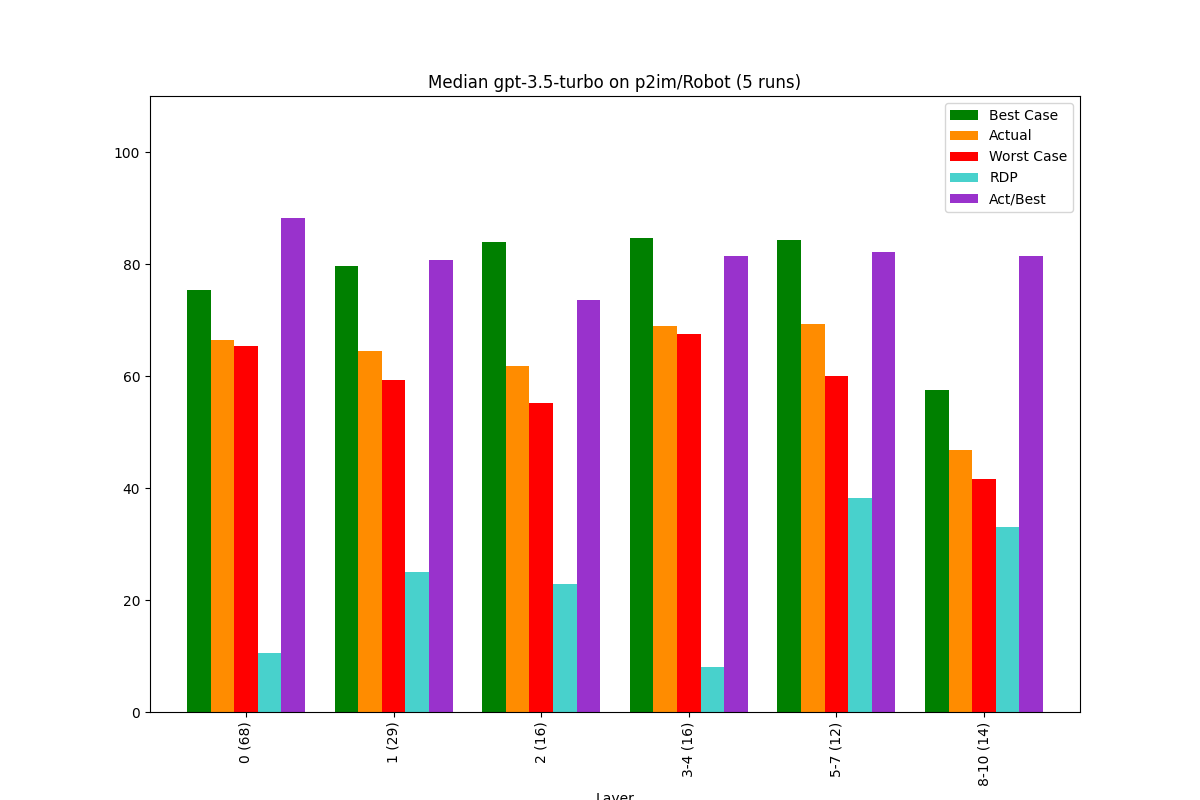 Median gpt-3.5-turbo on p2im/Robot (5 runs)
Best Case
Actual
Worst Case
RDP
Act/Best
100
80
60
40
20
0
0 (68)
1 (29)
2 (16)
3-4 (16)
5-7 (12)
8-10 (14)
Layer